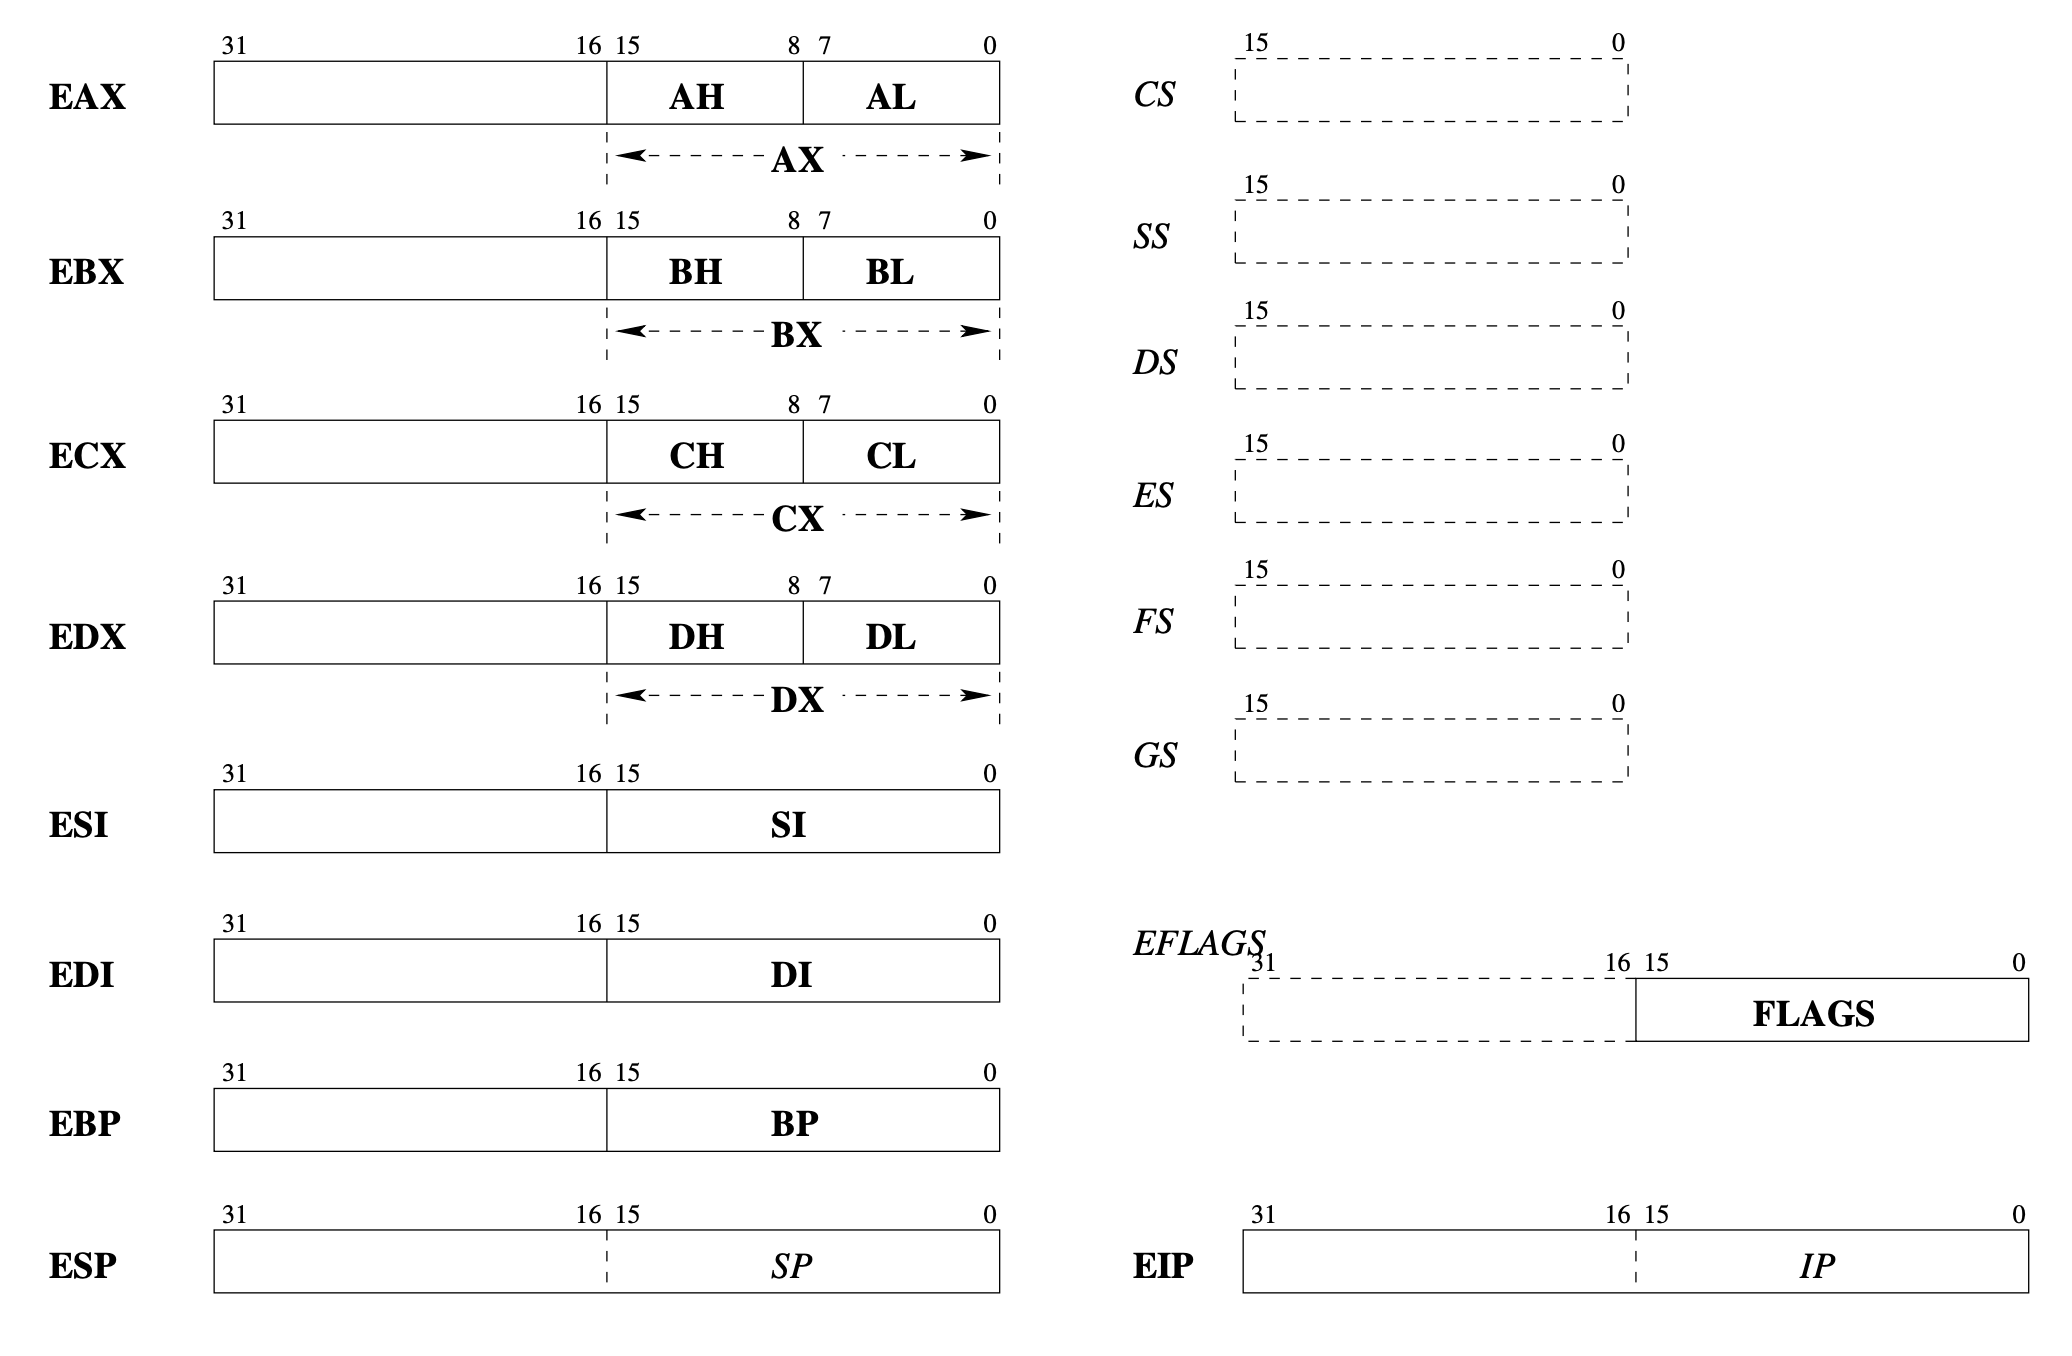 31 16 15 8 7 0
EAX AH AL
AX
31 16 15 8 7 0
EBX BH BL
BX
31 16 15 8 7 0
ECX CH CL
CX
31 16 15 8 7 0
EDX DH DL
DX
31 16 15 0
ESI SI
31 16 15 0
EDI DI
31 16 15 0
EBP BP
31 16 15 0
ESP SP
15 0
CS
15 0
SS
15 0
DS
15 0
ES
15 0
FS
15 0
GS
EFLAGS
31 16 15 0
FLAGS
31 16 15 0
EIP IP